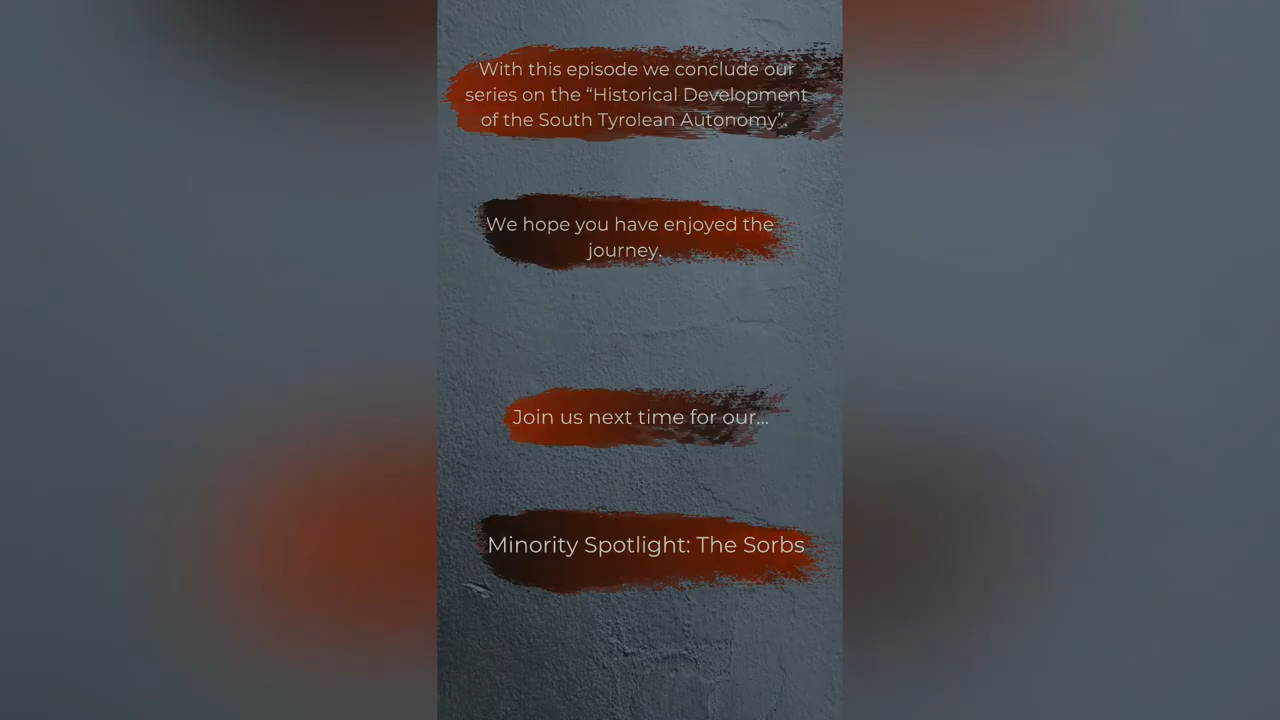 With this episode we conclude our
series on the “Historical Development
of the South Tyrolean Autonomy”.
We hope you have enjoyed the
journey.
Join us next time for our...
Minority Spotlight: The Sorbs